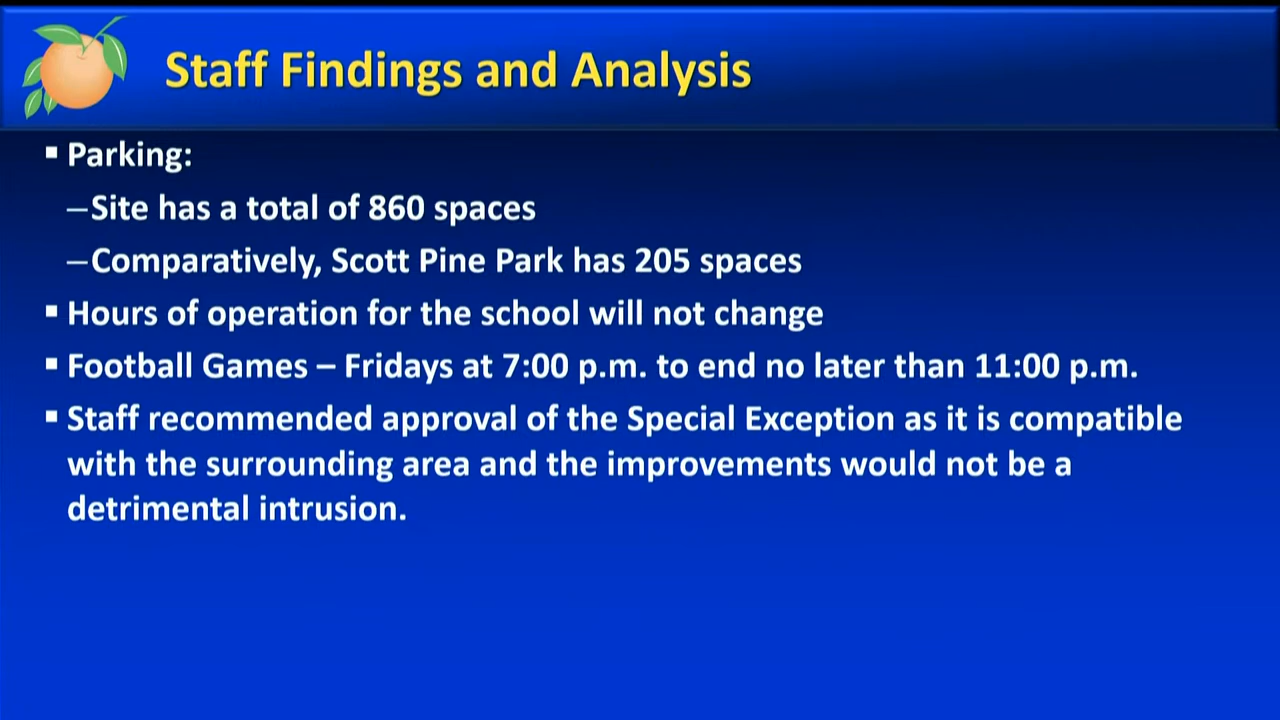 Staff Findings and Analysis
▪ Parking:
–Site has a total of 860 spaces
–Comparatively, Scott Pine Park has 205 spaces
▪ Hours of operation for the school will not change
▪ Football Games – Fridays at 7:00 p.m. to end no later than 11:00 p.m.
▪ Staff recommended approval of the Special Exception as it is compatible
with the surrounding area and the improvements would not be a
detrimental intrusion.